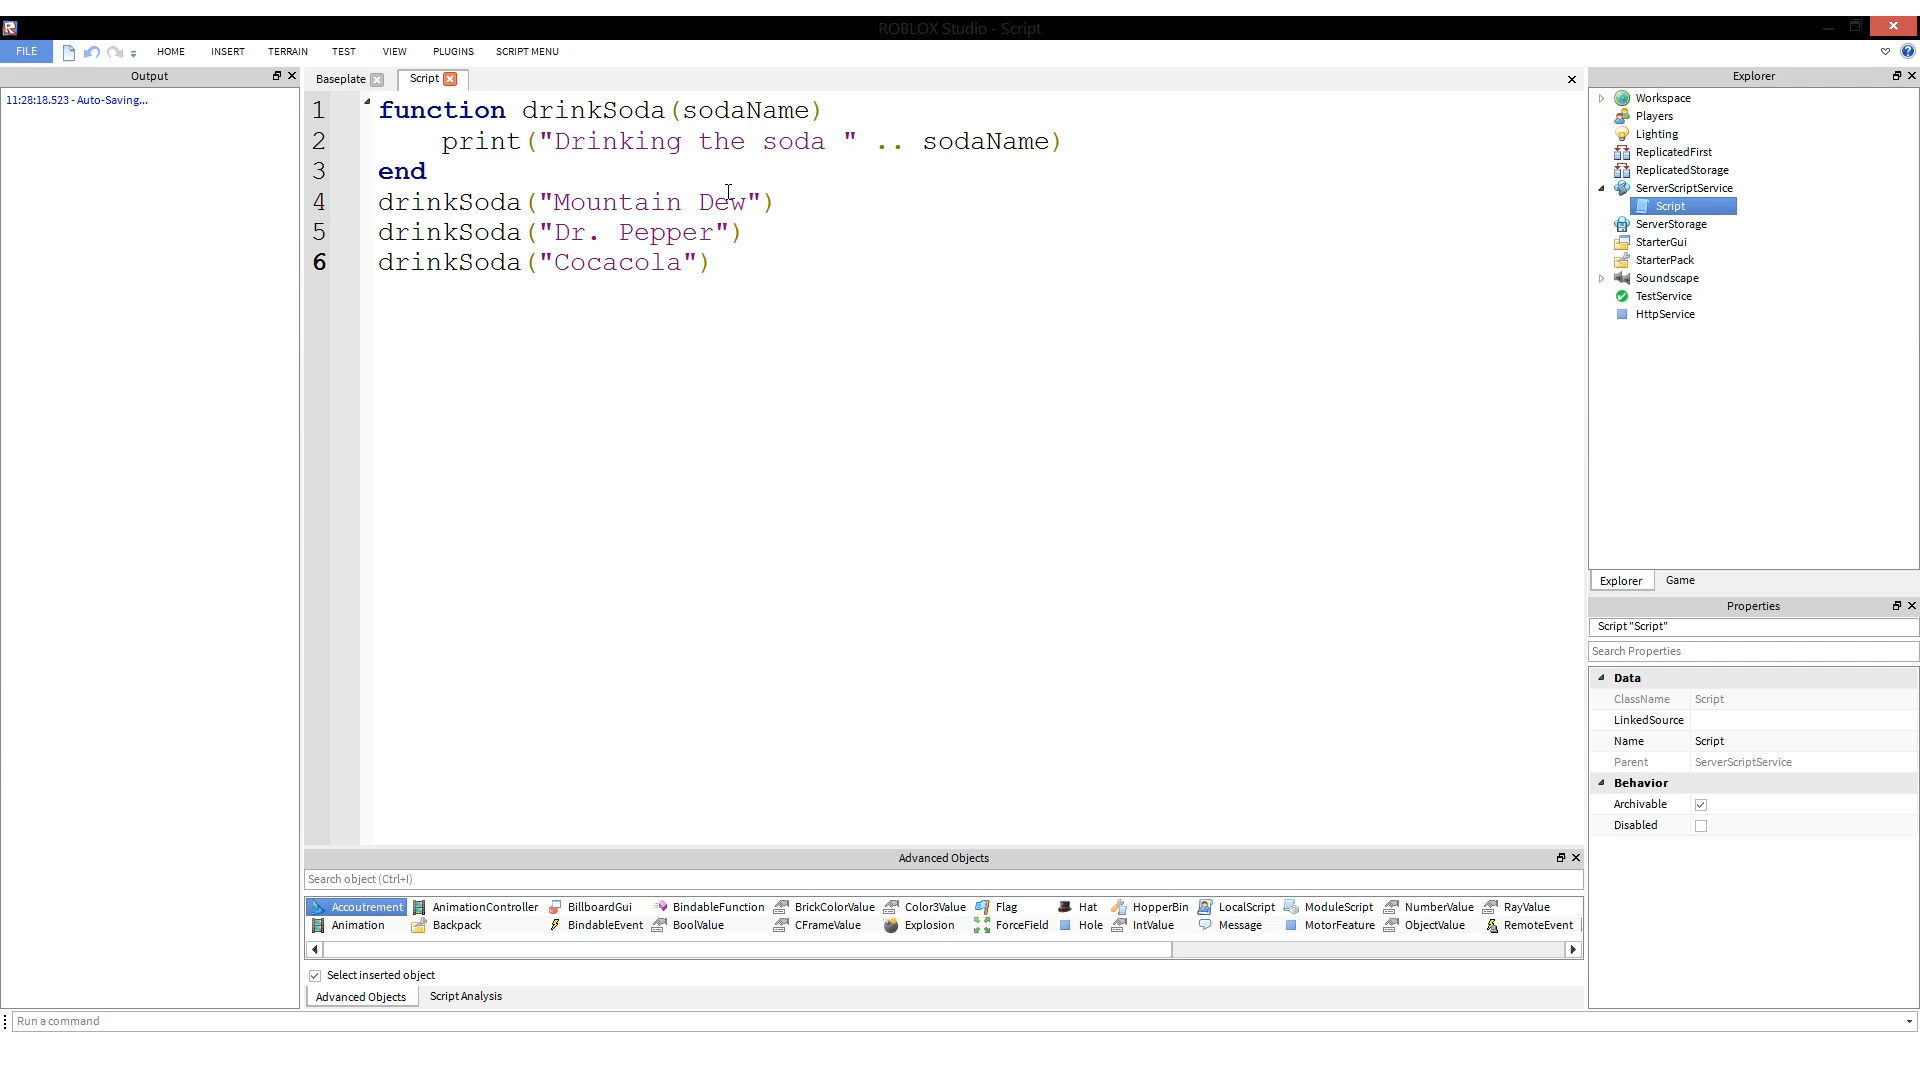 ROBLOX Studio - Script
FILE HOME INSERT TERRAIN TEST VIEW PLUGINS SCRIPT MENU
Output
11:28:18.523 - Auto-Saving...
Baseplate Script
1 function drinkSoda(sodaName)
2 print("Drinking the soda " .. sodaName)
3 end
4 drinkSoda("Mountain Dew")
5 drinkSoda("Dr. Pepper")
6 drinkSoda("Cocacola")
Explorer
Workspace
Players
Lighting
ReplicatedFirst
ReplicatedStorage
ServerScriptService
Script
ServerStorage
StarterGui
StarterPack
Soundscape
TestService
HttpService
Explorer Game
Properties
Script "Script"
Search Properties
Data
ClassName Script
LinkedSource
Name Script
Parent ServerScriptService
Behavior
Archivable
Disabled
Advanced Objects
Search object (Ctrl+I)
Accoutrement AnimationController BillboardGui BindableFunction BrickColorValue Color3Value Flag Hat HopperBin LocalScript ModuleScript NumberValue RayValue
Animation Backpack BindableEvent BoolValue CFrameValue Explosion ForceField Hole IntValue Message MotorFeature ObjectValue RemoteEvent
Select inserted object
Advanced Objects Script Analysis
Run a command